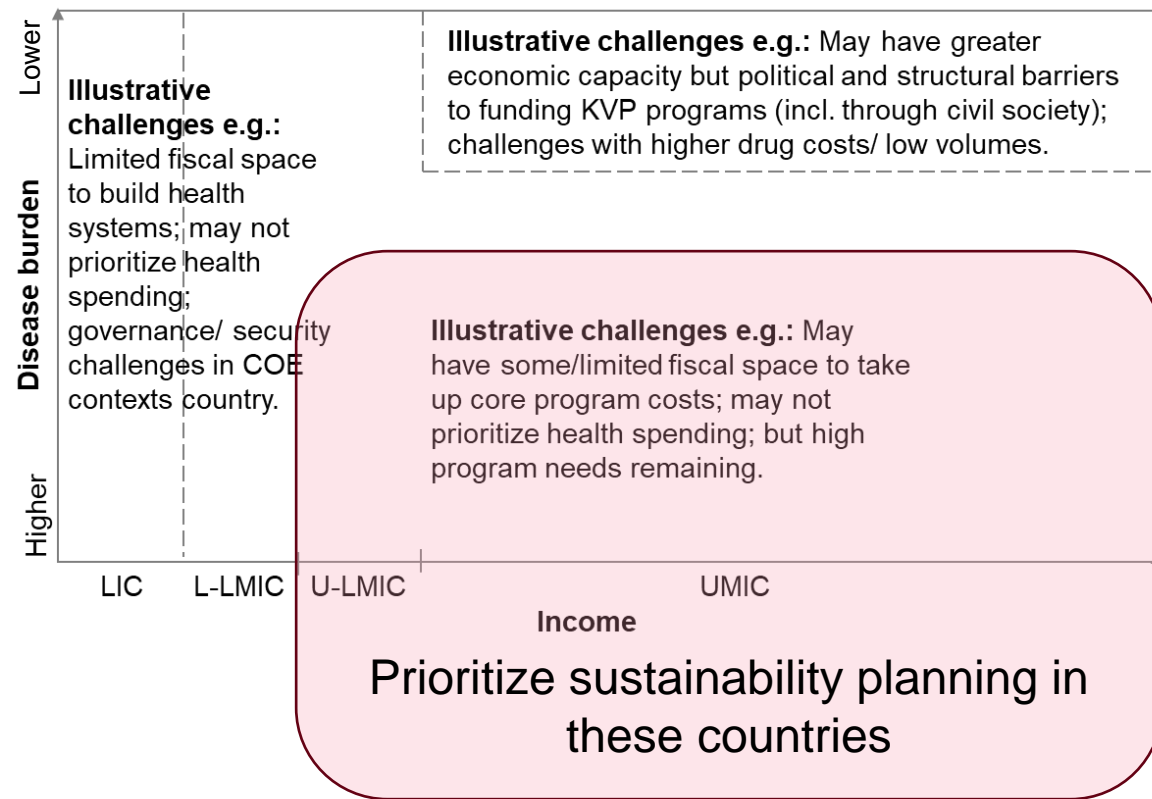 Lower
Disease burden
Higher
Illustrative
challenges e.g.:
Limited fiscal space
to build health
systems; may not
prioritize health
spending;
governance/ security
challenges in COE
contexts country.
Illustrative challenges e.g.: May have greater
economic capacity but political and structural barriers
to funding KVP programs (incl. through civil society);
challenges with higher drug costs/ low volumes.
Illustrative challenges e.g.: May
have some/limited fiscal space to take
up core program costs; may not
prioritize health spending; but high
program needs remaining.
LIC
L-LMIC
U-LMIC
UMIC
Income
Prioritize sustainability planning in
these countries